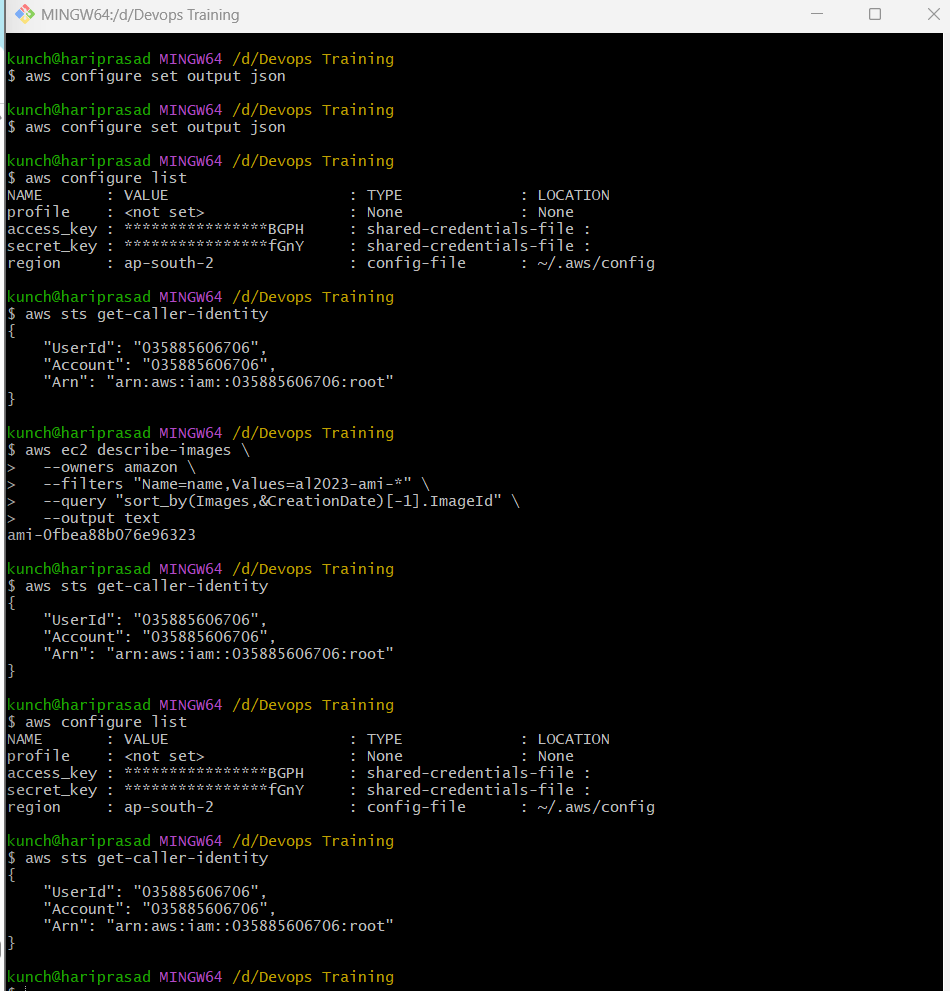 MINGW64:/d/Devops Training
kunch@hariprasad MINGW64 /d/Devops Training
$ aws configure set output json
kunch@hariprasad MINGW64 /d/Devops Training
$ aws configure set output json
kunch@hariprasad MINGW64 /d/Devops Training
$ aws configure list
NAME : VALUE : TYPE : LOCATION
profile : <not set> : None : None
access_key : ****************BGPH : shared-credentials-file :
secret_key : ****************fGnY : shared-credentials-file :
region : ap-south-2 : config-file : ~/.aws/config
kunch@hariprasad MINGW64 /d/Devops Training
$ aws sts get-caller-identity
{
    "UserId": "035885606706",
    "Account": "035885606706",
    "Arn": "arn:aws:iam::035885606706:root"
}
kunch@hariprasad MINGW64 /d/Devops Training
$ aws ec2 describe-images \
>   --owners amazon \
>   --filters "Name=name,Values=al2023-ami-*" \
>   --query "sort_by(Images,&CreationDate)[-1].ImageId" \
>   --output text
ami-0fbea88b076e96323
kunch@hariprasad MINGW64 /d/Devops Training
$ aws sts get-caller-identity
{
    "UserId": "035885606706",
    "Account": "035885606706",
    "Arn": "arn:aws:iam::035885606706:root"
}
kunch@hariprasad MINGW64 /d/Devops Training
$ aws configure list
NAME : VALUE : TYPE : LOCATION
profile : <not set> : None : None
access_key : ****************BGPH : shared-credentials-file :
secret_key : ****************fGnY : shared-credentials-file :
region : ap-south-2 : config-file : ~/.aws/config
kunch@hariprasad MINGW64 /d/Devops Training
$ aws sts get-caller-identity
{
    "UserId": "035885606706",
    "Account": "035885606706",
    "Arn": "arn:aws:iam::035885606706:root"
}
kunch@hariprasad MINGW64 /d/Devops Training
$